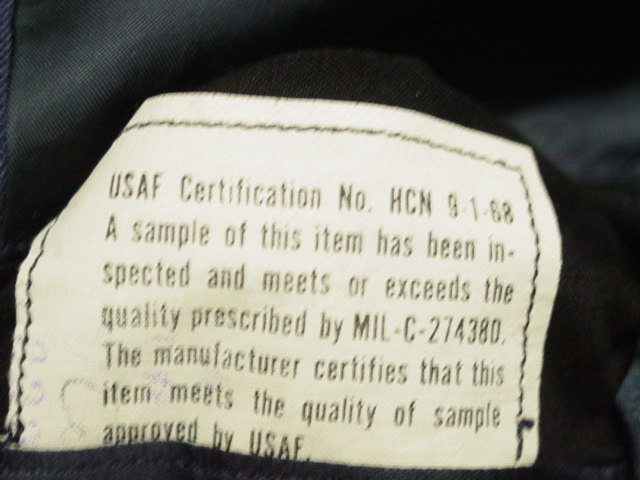 USAF Certification No. HCN 9-1-68
A sample of this item has been in-
spected and meets or exceeds the
quality prescribed by MIL-C-27438D.
The manufacturer certifies that this
item meets the quality of sample
approved by USAF.